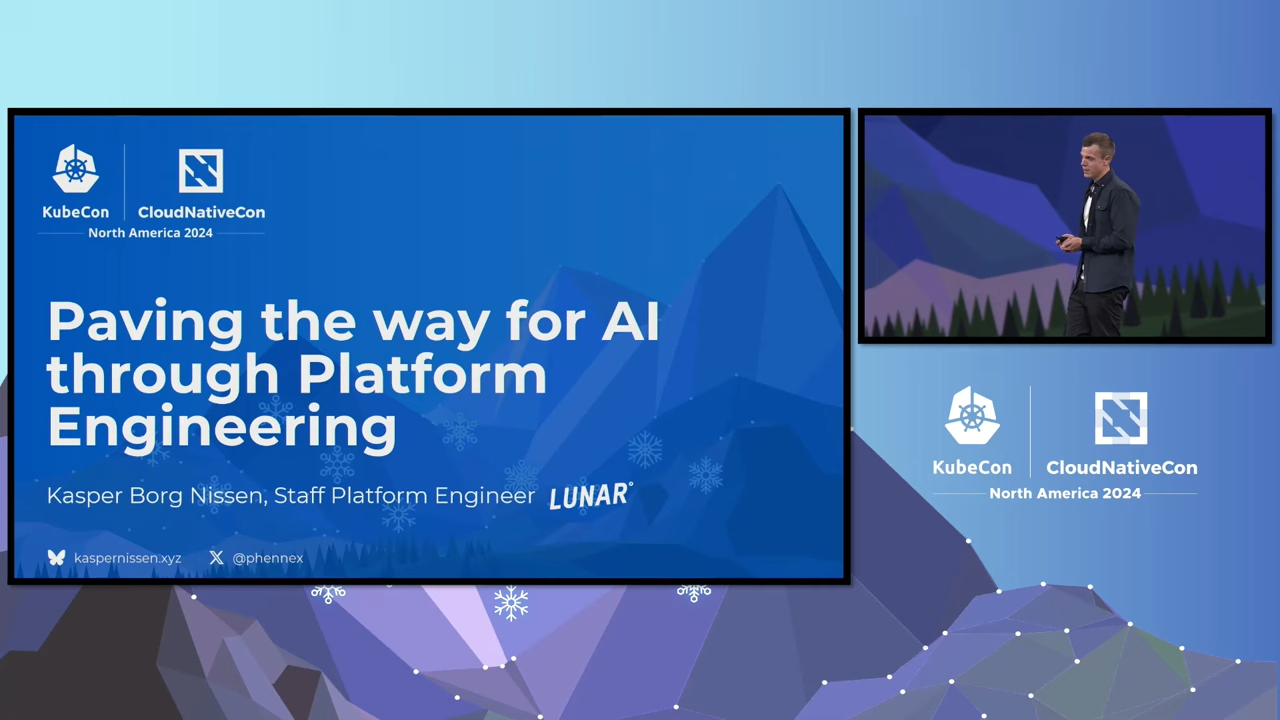 KubeCon
CloudNativeCon
North America 2024
Paving the way for AI
through Platform
Engineering
Kasper Borg Nissen, Staff Platform Engineer LUNAR°
kaspernissen.xyz
@phennex
KubeCon
CloudNativeCon
North America 2024